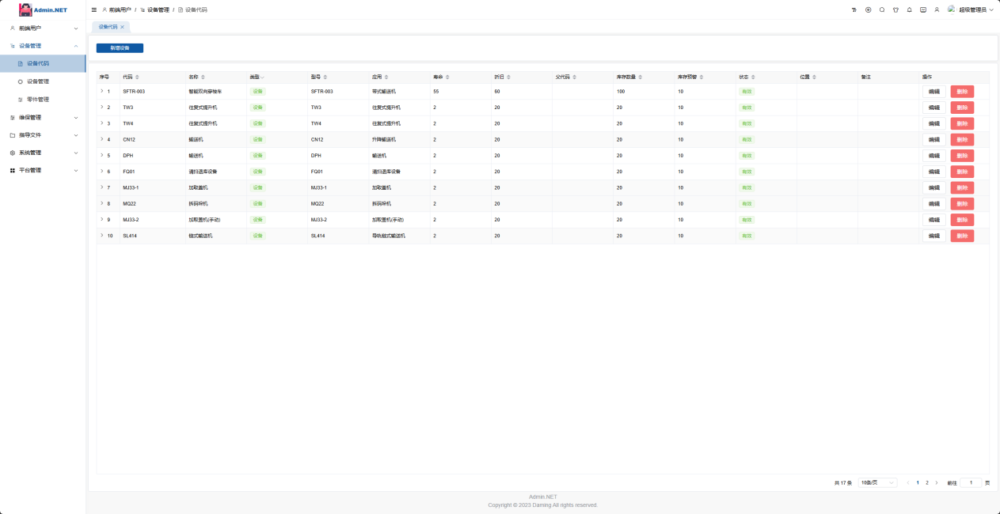 Admin.NET
前端用户 / 设备管理 / 设备代码
超级管理员
前端用户
设备管理
设备代码
设备管理
零件管理
维保管理
指导文件
系统管理
平台管理
设备代码
新增设备
序号 代码 名称 类型 型号 应用 寿命 折旧 父代码 库存数量 库存预警 状态 位置 备注 操作
1 SFTR-003 智能双向穿梭车 设备 SFTR-003 带式输送机 55 60 100 10 有效 编辑 删除
2 TW3 往复式提升机 设备 TW3 往复式提升机 2 20 20 10 有效 编辑 删除
3 TW4 往复式提升机 设备 TW4 往复式提升机 2 20 20 10 有效 编辑 删除
4 CN12 输送机 设备 CN12 升降输送机 2 20 20 10 有效 编辑 删除
5 DPH 输送机 设备 DPH 输送机 2 20 20 10 有效 编辑 删除
6 FQ01 清扫退库设备 设备 FQ01 清扫退库设备 2 20 20 10 有效 编辑 删除
7 MJ33-1 加取盖机 设备 MJ33-1 加取盖机 2 20 20 10 有效 编辑 删除
8 MQ22 拆码垛机 设备 MQ22 拆码垛机 2 20 20 10 有效 编辑 删除
9 MJ33-2 加取盖机(手动) 设备 MJ33-2 加取盖机(手动) 2 20 20 10 有效 编辑 删除
10 SL414 链式输送机 设备 SL414 导轨链式输送机 2 20 20 10 有效 编辑 删除
共 17 条 10条/页 1 2 前往 1 页
Admin.NET
Copyright © 2023 Daming All rights reserved.